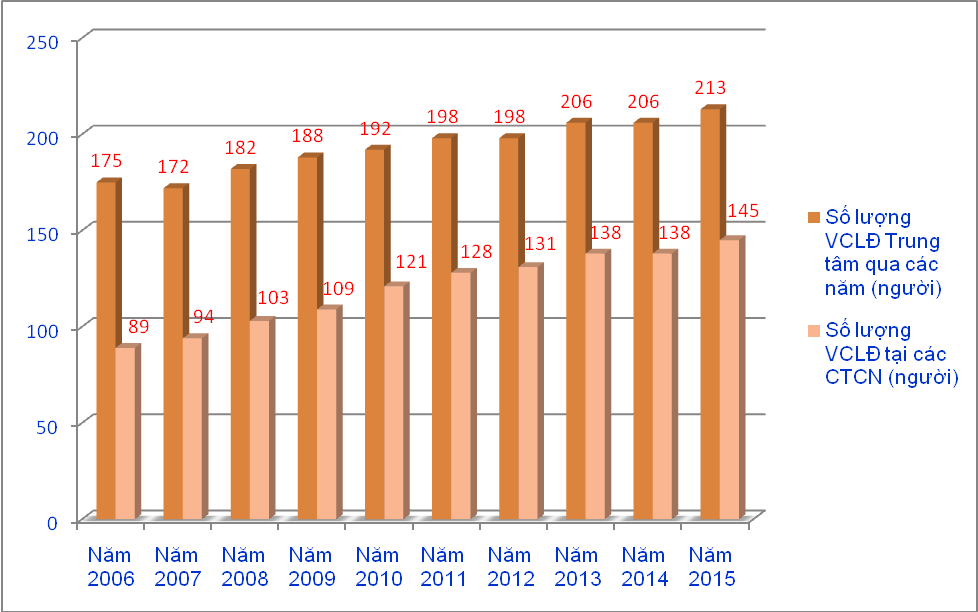 250
200
150
100
50
0
175
172
182
188
192
198
198
206
206
213
89
94
103
109
121
128
131
138
138
145
Năm
2006
Năm
2007
Năm
2008
Năm
2009
Năm
2010
Năm
2011
Năm
2012
Năm
2013
Năm
2014
Năm
2015
Số lượng
VCLĐ Trung
tâm qua các
năm (người)
Số lượng
VCLĐ tại các
CTCN (người)